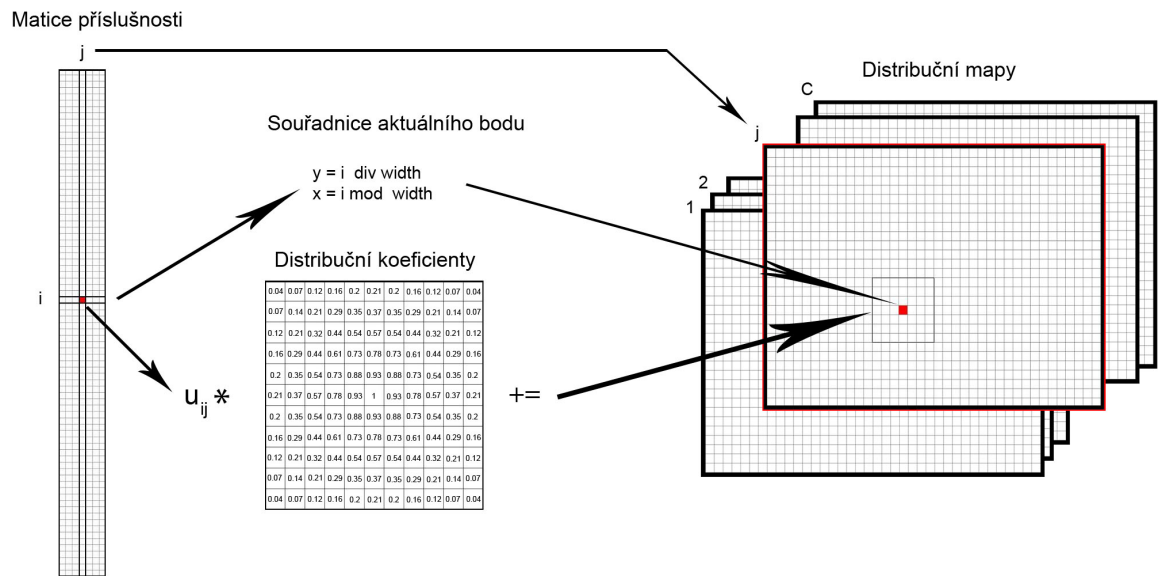 Matice příslušnosti
j
Distribuční mapy
C
Souřadnice aktuálního bodu
j
y = i div width
x = i mod width
2
1
Distribuční koeficienty
i
0.04 0.07 0.12 0.16 0.2 0.21 0.2 0.16 0.12 0.07 0.04
0.07 0.14 0.21 0.29 0.35 0.37 0.35 0.29 0.21 0.14 0.07
0.12 0.21 0.32 0.44 0.54 0.57 0.54 0.44 0.32 0.21 0.12
0.16 0.29 0.44 0.61 0.73 0.78 0.73 0.61 0.44 0.29 0.16
0.2 0.35 0.54 0.73 0.88 0.93 0.88 0.73 0.54 0.35 0.2
0.21 0.37 0.57 0.78 0.93 1 0.93 0.78 0.57 0.37 0.21
0.2 0.35 0.54 0.73 0.88 0.93 0.88 0.73 0.54 0.35 0.2
0.16 0.29 0.44 0.61 0.73 0.78 0.73 0.61 0.44 0.29 0.16
0.12 0.21 0.32 0.44 0.54 0.57 0.54 0.44 0.32 0.21 0.12
0.07 0.14 0.21 0.29 0.35 0.37 0.35 0.29 0.21 0.14 0.07
0.04 0.07 0.12 0.16 0.2 0.21 0.2 0.16 0.12 0.07 0.04
uij *
+=